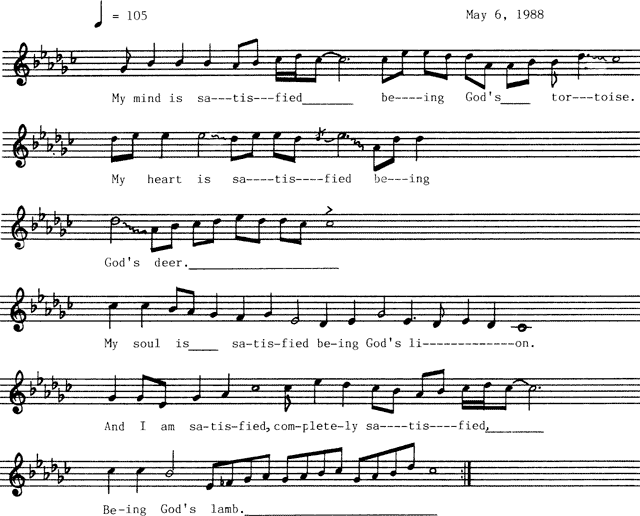 ♩ = 105 May 6, 1988
My mind is sa---tis---fied_______ be----ing God's____ tor--toise.
My heart is sa----tis----fied be---ing
God's deer.______________________
My soul is____ sa-tis-fied be-ing God's li-------------on.
And I am sa-tis-fied,com-plete-ly sa----tis----fied,________
Be-ing God's lamb.____________________________